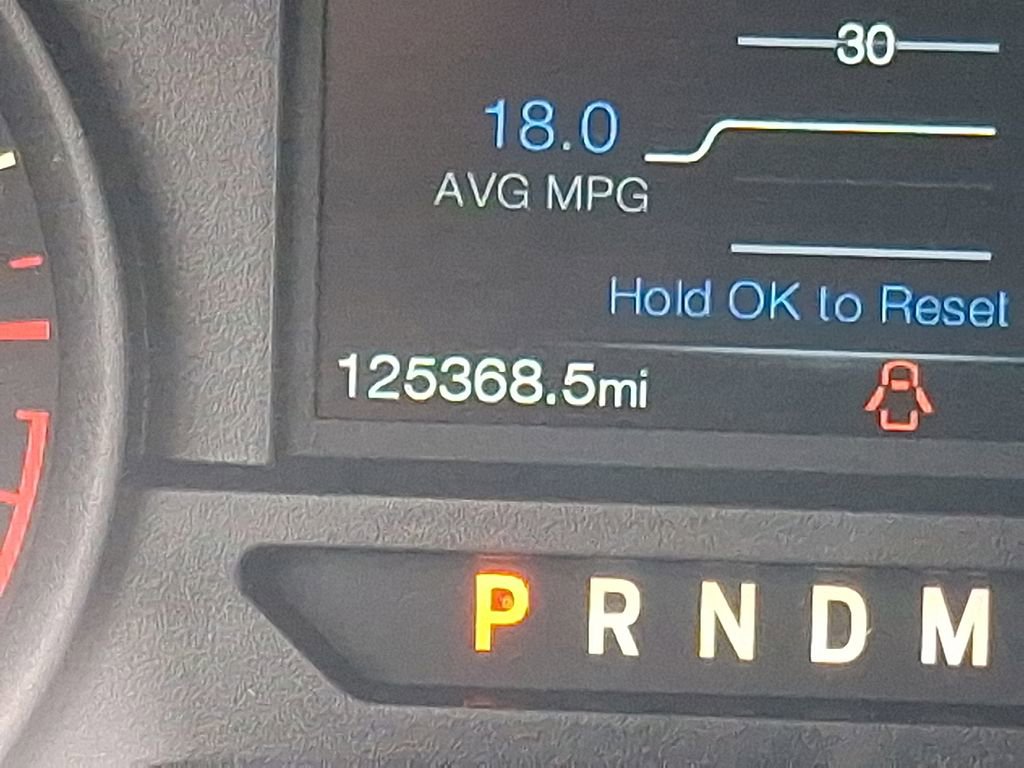 30
18.0
AVG MPG
Hold OK to Reset
125368.5mi
P R N D M